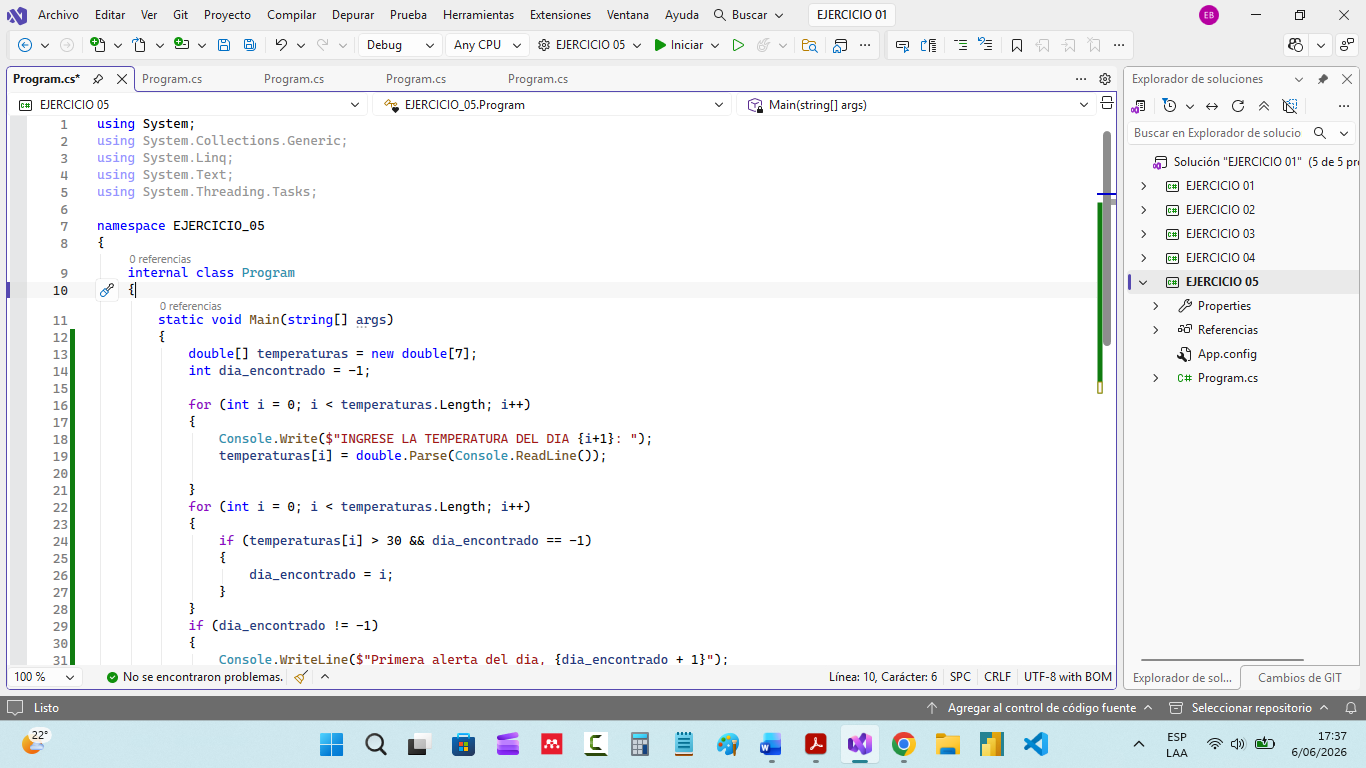 Archivo Editar Ver Git Proyecto Compilar Depurar Prueba Herramientas Extensiones Ventana Ayuda Buscar EJERCICIO 01 EB
Debug Any CPU EJERCICIO 05 Iniciar
Program.cs* Program.cs Program.cs Program.cs Program.cs
EJERCICIO 05 EJERCICIO_05.Program Main(string[] args)
1 using System;
2 using System.Collections.Generic;
3 using System.Linq;
4 using System.Text;
5 using System.Threading.Tasks;
6
7 namespace EJERCICIO_05
8 {
0 referencias
9 internal class Program
10 {
0 referencias
11 static void Main(string[] args)
12 {
13 double[] temperaturas = new double[7];
14 int dia_encontrado = -1;
15
16 for (int i = 0; i < temperaturas.Length; i++)
17 {
18 Console.Write($"INGRESE LA TEMPERATURA DEL DIA {i+1}: ");
19 temperaturas[i] = double.Parse(Console.ReadLine());
20
21 }
22 for (int i = 0; i < temperaturas.Length; i++)
23 {
24 if (temperaturas[i] > 30 && dia_encontrado == -1)
25 {
26 dia_encontrado = i;
27 }
28 }
29 if (dia_encontrado != -1)
30 {
31 Console.WriteLine($"Primera alerta del dia, {dia_encontrado + 1}");
100 % No se encontraron problemas. Línea: 10, Carácter: 6 SPC CRLF UTF-8 with BOM
Explorador de soluciones
Buscar en Explorador de solucio
Solución "EJERCICIO 01" (5 de 5 pr
EJERCICIO 01
EJERCICIO 02
EJERCICIO 03
EJERCICIO 04
EJERCICIO 05
Properties
Referencias
App.config
C# Program.cs
Explorador de sol... Cambios de GIT
Listo Agregar al control de código fuente Seleccionar repositorio
22° ESP LAA 17:37 6/06/2026